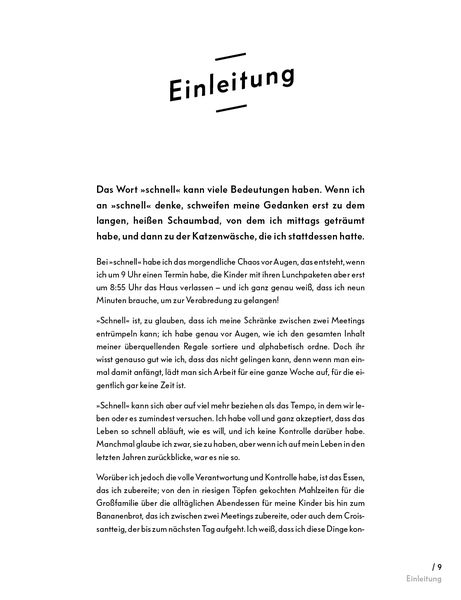 Einleitung
Das Wort »schnell« kann viele Bedeutungen haben. Wenn ich
an »schnell« denke, schweifen meine Gedanken erst zu dem
langen, heißen Schaumbad, von dem ich mittags geträumt
habe, und dann zu der Katzenwäsche, die ich stattdessen hatte.
Bei »schnell« habe ich das morgendliche Chaos vor Augen, das entsteht, wenn
ich um 9 Uhr einen Termin habe, die Kinder mit ihren Lunchpaketen aber erst
um 8:55 Uhr das Haus verlassen – und ich ganz genau weiß, dass ich neun
Minuten brauche, um zur Verabredung zu gelangen!
»Schnell« ist, zu glauben, dass ich meine Schränke zwischen zwei Meetings
entrümpeln kann; ich habe genau vor Augen, wie ich den gesamten Inhalt
meiner überquellenden Regale sortiere und alphabetisch ordne. Doch ihr
wisst genauso gut wie ich, dass das nicht gelingen kann, denn wenn man ein-
mal damit anfängt, lädt man sich Arbeit für eine ganze Woche auf, für die ei-
gentlich gar keine Zeit ist.
»Schnell« kann sich aber auf viel mehr beziehen als das Tempo, in dem wir le-
ben oder es zumindest versuchen. Ich habe voll und ganz akzeptiert, dass das
Leben so schnell abläuft, wie es will, und ich keine Kontrolle darüber habe.
Manchmal glaube ich zwar, sie zu haben, aber wenn ich auf mein Leben in den
letzten Jahren zurückblicke, war es nie so.
Worüber ich jedoch die volle Verantwortung und Kontrolle habe, ist das Essen,
das ich zubereite; von den in riesigen Töpfen gekochten Mahlzeiten für die
Großfamilie über die alltäglichen Abendessen für meine Kinder bis hin zum
Bananenbrot, das ich zwischen zwei Meetings zubereite, oder auch dem Crois-
santteig, der bis zum nächsten Tag aufgeht. Ich weiß, dass ich diese Dinge kon-
/ 9
Einleitung